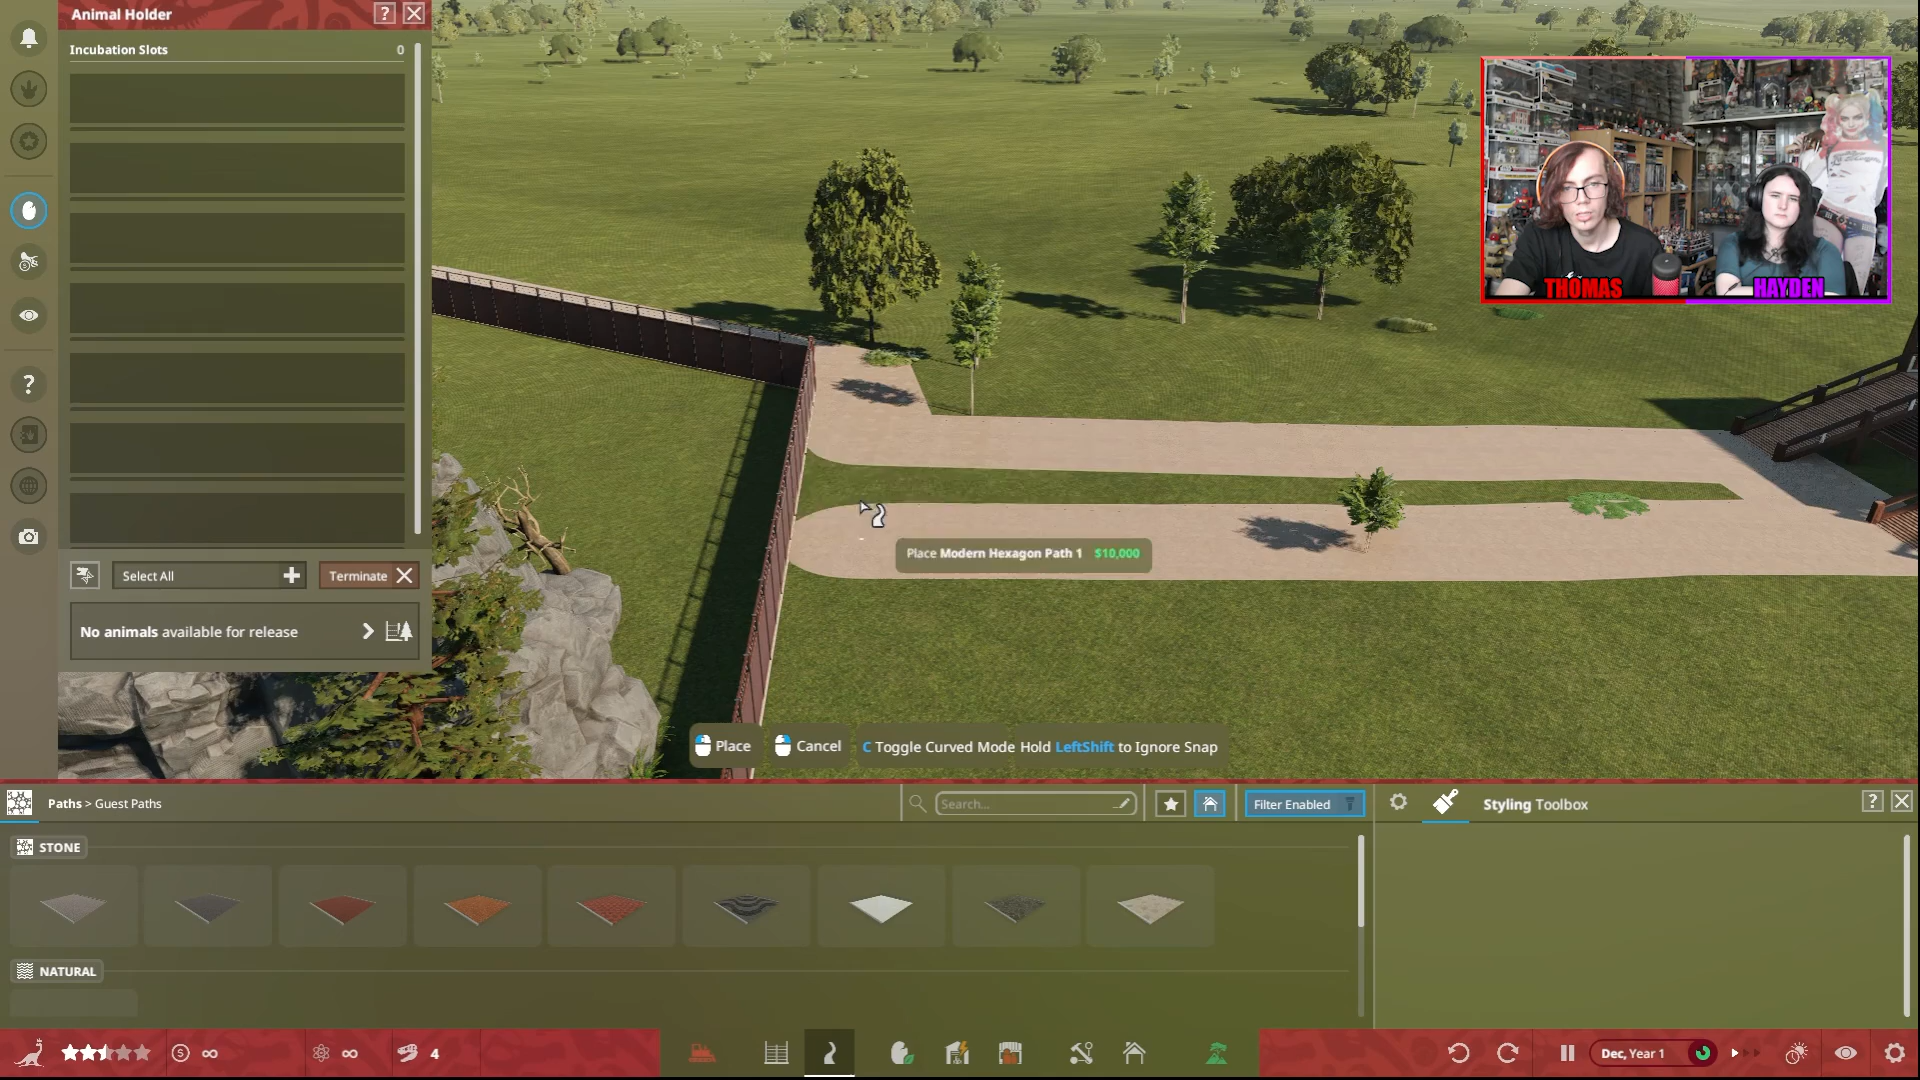 Animal Holder
?
Incubation Slots 0
THOMAS
HAYDEN
?
Place Modern Hexagon Path 1 $10,000
Select All
Terminate
No animals available for release
Place
Cancel
C Toggle Curved Mode Hold LeftShift to Ignore Snap
Paths > Guest Paths
Search...
Filter Enabled
Styling Toolbox
?
STONE
NATURAL
∞
∞
4
Dec, Year 1